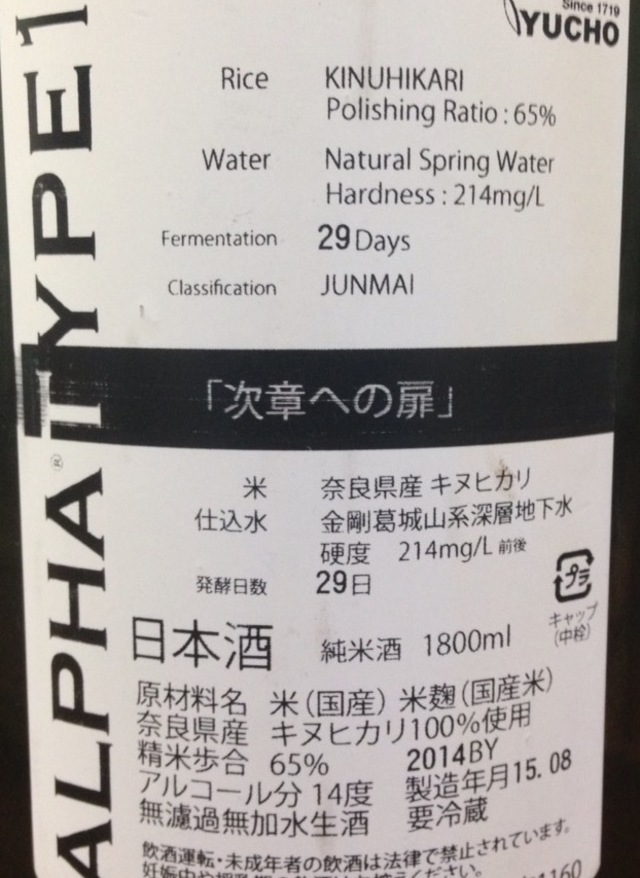 Since 1719
YUCHO
ALPHA TYPE1
®
Rice KINUHIKARI
Polishing Ratio : 65%
Water Natural Spring Water
Hardness : 214mg/L
Fermentation 29 Days
Classification JUNMAI
「次章への扉」
米 奈良県産 キヌヒカリ
仕込水 金剛葛城山系深層地下水
硬度 214mg/L 前後
発酵日数 29日
プラ
キャップ
(中栓)
日本酒 純米酒 1800ml
原材料名 米(国産) 米麹(国産米)
奈良県産 キヌヒカリ100%使用
精米歩合 65% 2014BY
アルコール分 14度 製造年月15. 08
無濾過無加水生酒 要冷蔵
飲酒運転・未成年者の飲酒は法律で禁止されています。
1160